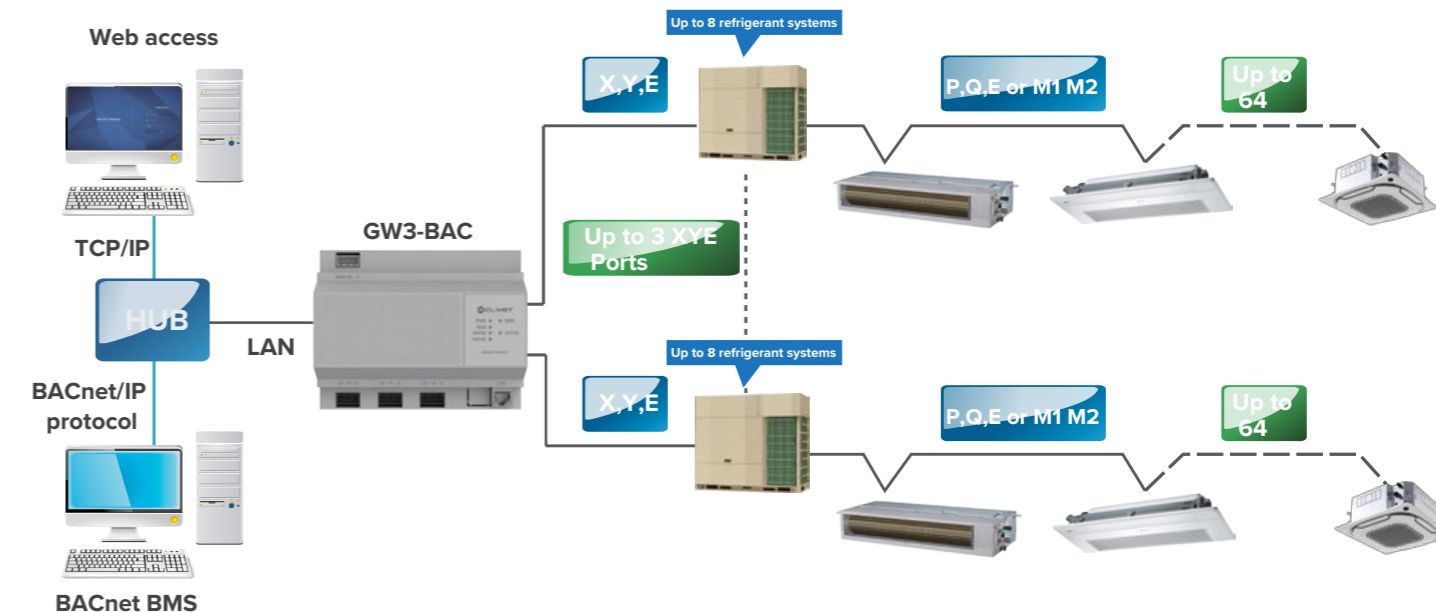 Up to 8 refrigerant systems
Web access
X,Y,E
P,Q,E or M1 M2
Up to
64
GW3-BAC
Up to 3 XYE
Ports
TCP/IP
HUB
LAN
Up to 8 refrigerant systems
BACnet/IP
protocol
X,Y,E
P,Q,E or M1 M2
Up to
64
BACnet BMS